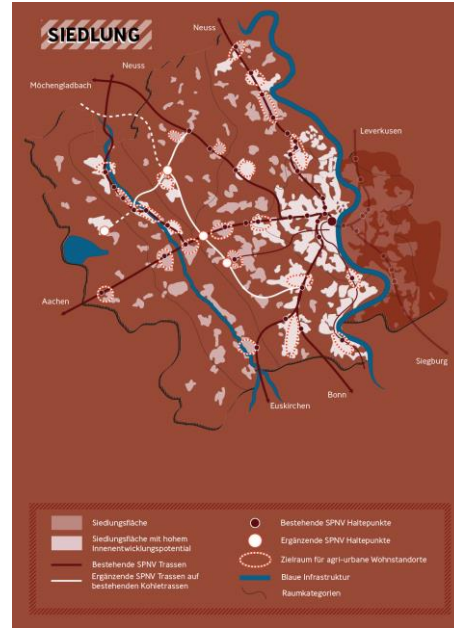 SIEDLUNG
Neuss
Neuss
Möchengladbach
Leverkusen
Aachen
Siegburg
Bonn
Euskirchen
Siedlungsfläche
Siedlungsfläche mit hohem
Innenentwicklungspotential
Bestehende SPNV Trassen
Ergänzende SPNV Trassen auf
bestehenden Kohletrassen
Bestehende SPNV Haltepunkte
Ergänzende SPNV Haltepunkte
Zielraum für agri-urbane Wohnstandorte
Blaue Infrastruktur
Raumkategorien